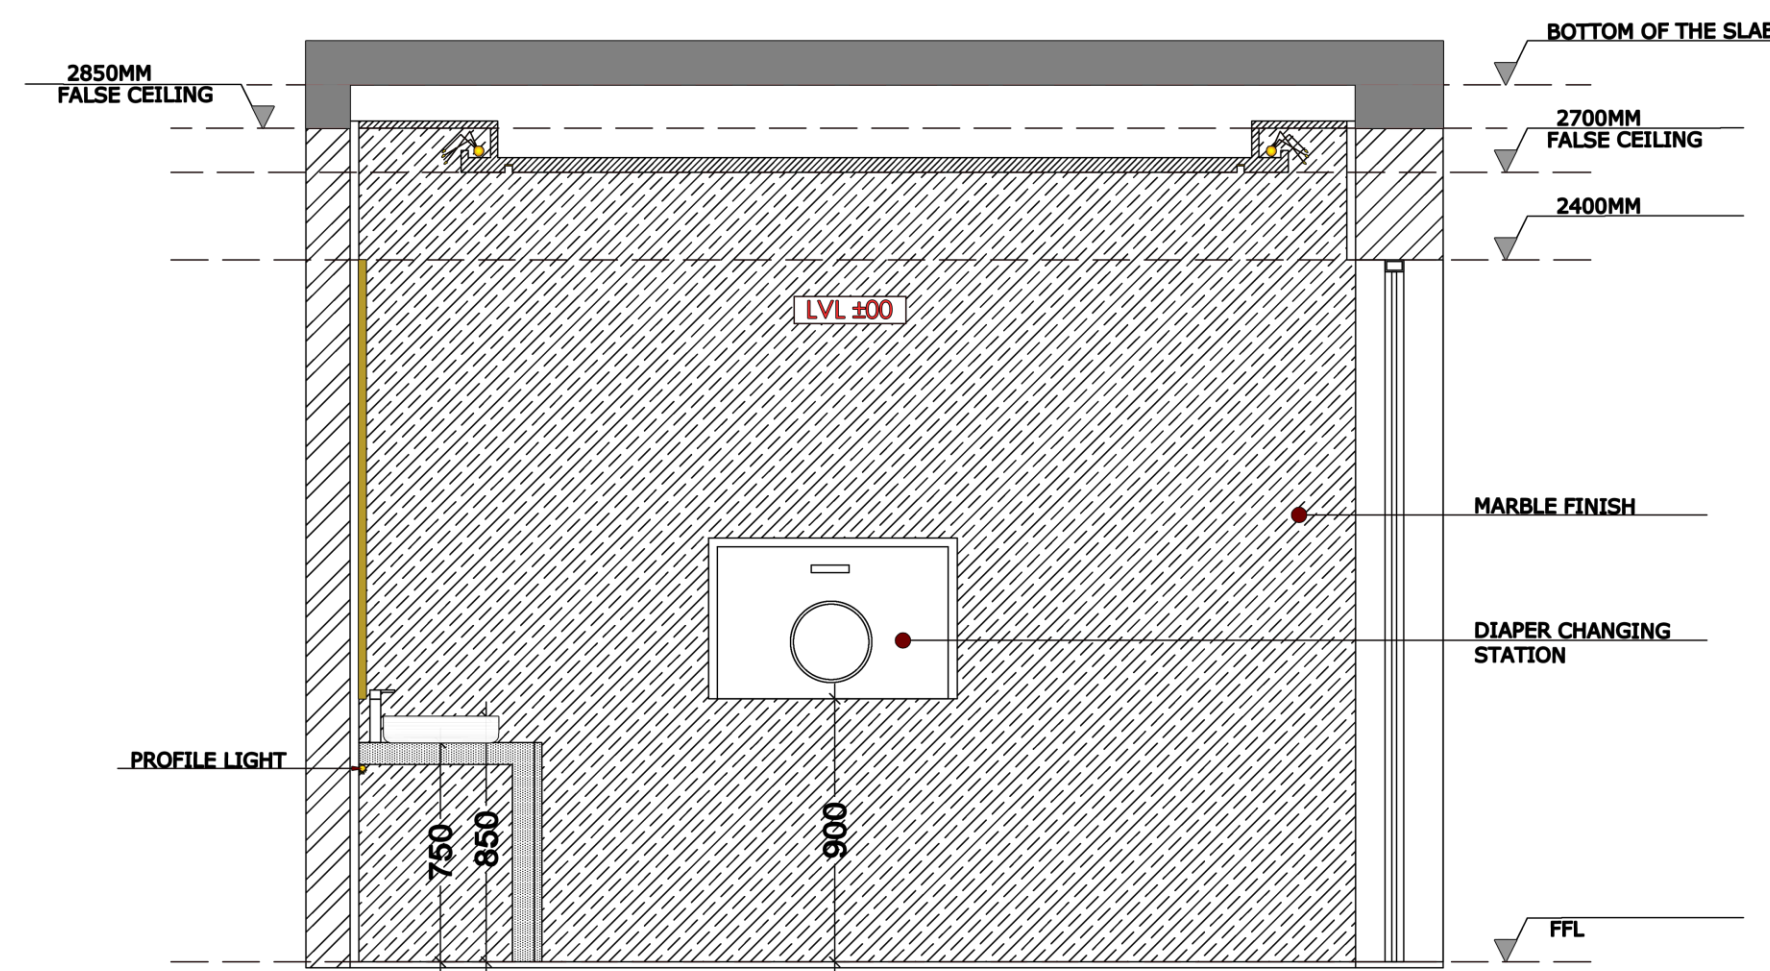 BOTTOM OF THE SLAB
2850MM
FALSE CEILING
2700MM
FALSE CEILING
2400MM
LVL ±00
MARBLE FINISH
DIAPER CHANGING
STATION
PROFILE LIGHT
750
850
900
FFL